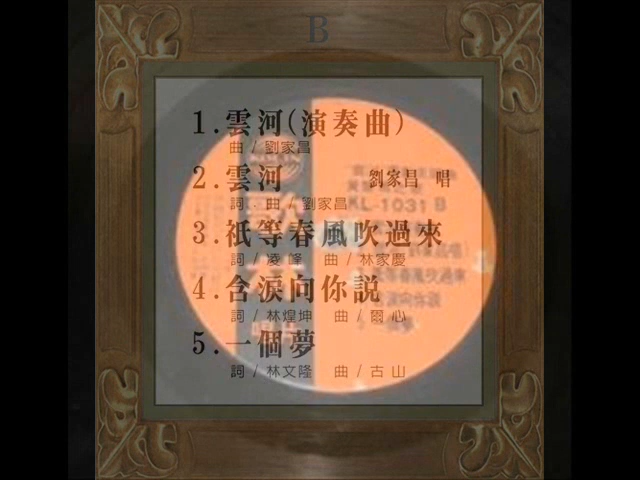 B
1.雲河(演奏曲)
曲 / 劉家昌
2.雲河 劉家昌 唱
詞 曲 / 劉家昌
KL-1031 B
3.祇等春風吹過來
詞 / 凌峰 曲 / 林家慶
4.含淚向你説
詞 / 林煌坤 曲 / 爾心
5.一個夢
詞 / 林文隆 曲 / 古山